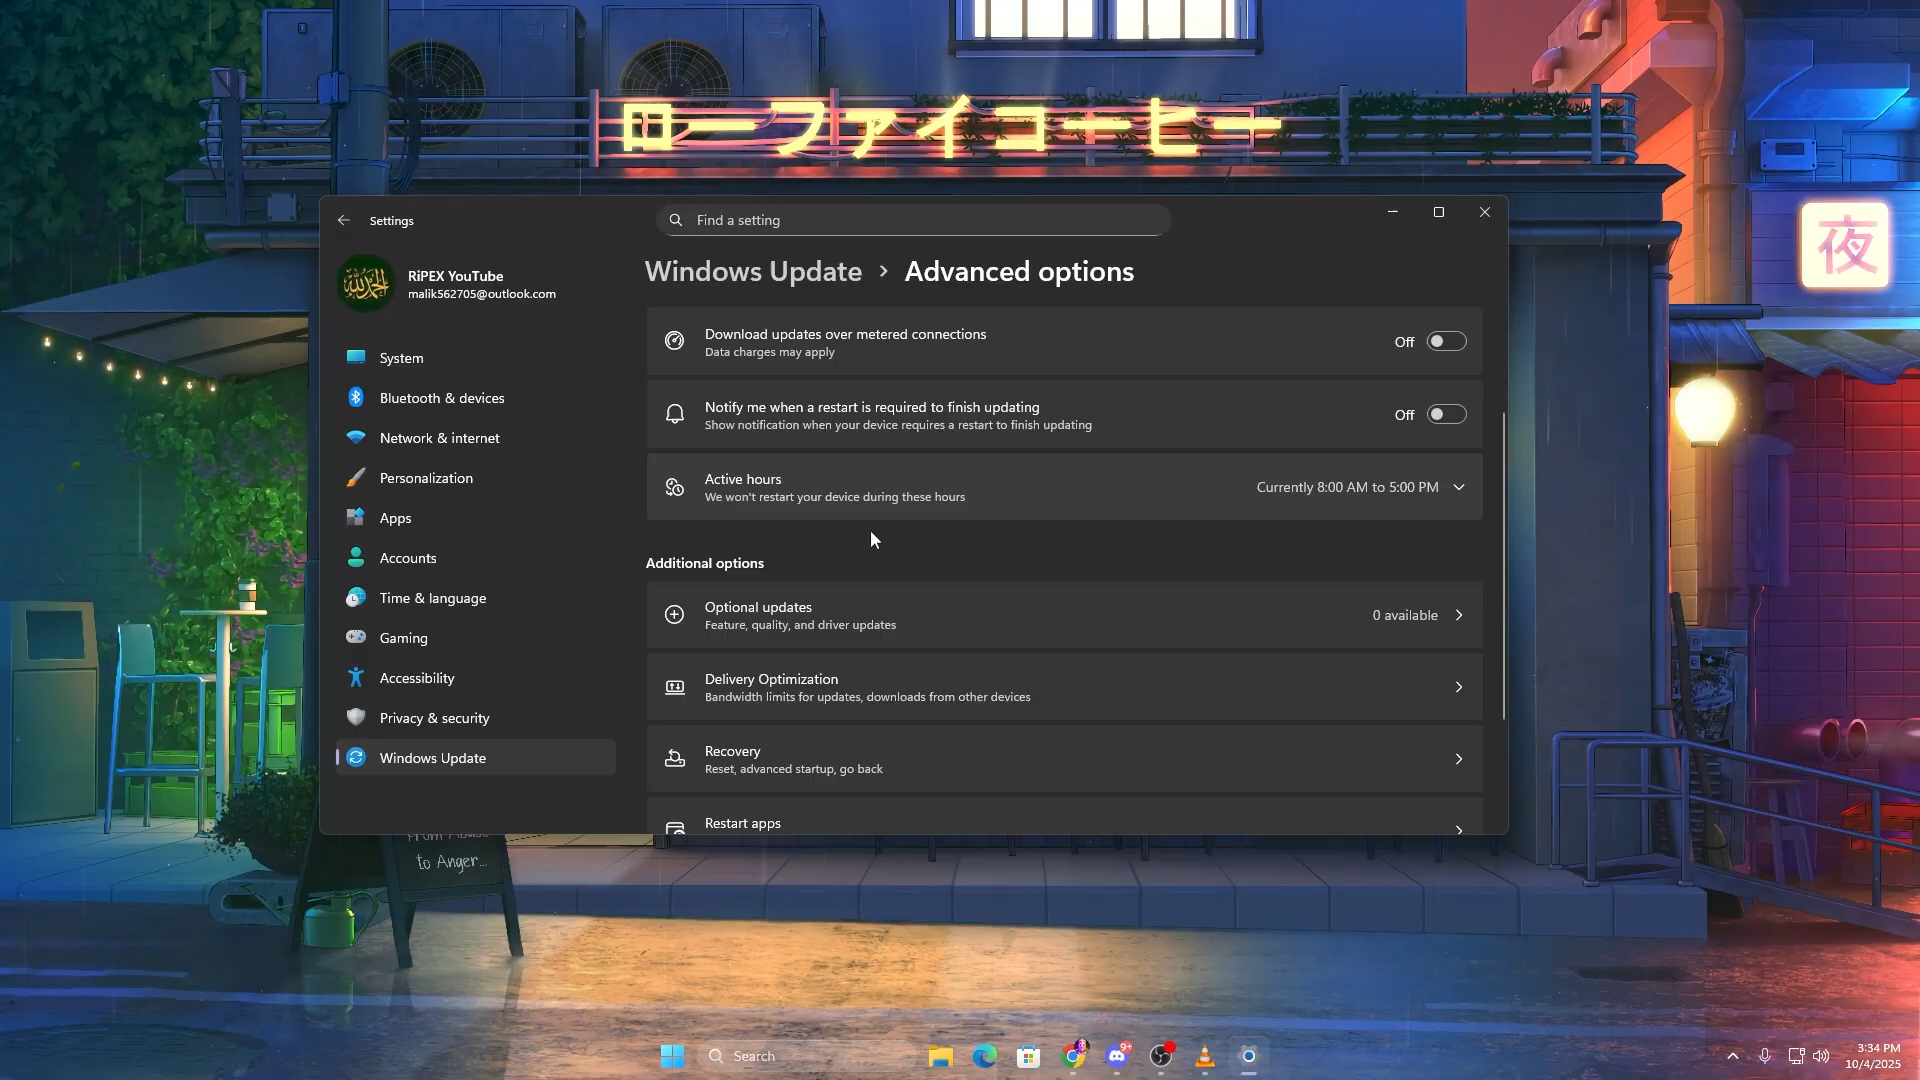 ローファイコーヒー
夜
Settings
Find a setting
RiPEX YouTube
malik562705@outlook.com
Windows Update > Advanced options
System
Bluetooth & devices
Network & internet
Personalization
Apps
Accounts
Time & language
Gaming
Accessibility
Privacy & security
Windows Update
Download updates over metered connections
Data charges may apply
Off
Notify me when a restart is required to finish updating
Show notification when your device requires a restart to finish updating
Off
Active hours
We won't restart your device during these hours
Currently 8:00 AM to 5:00 PM
Additional options
Optional updates
Feature, quality, and driver updates
0 available
Delivery Optimization
Bandwidth limits for updates, downloads from other devices
Recovery
Reset, advanced startup, go back
Restart apps
to Anger...
Search
9+
3:34 PM
10/4/2025